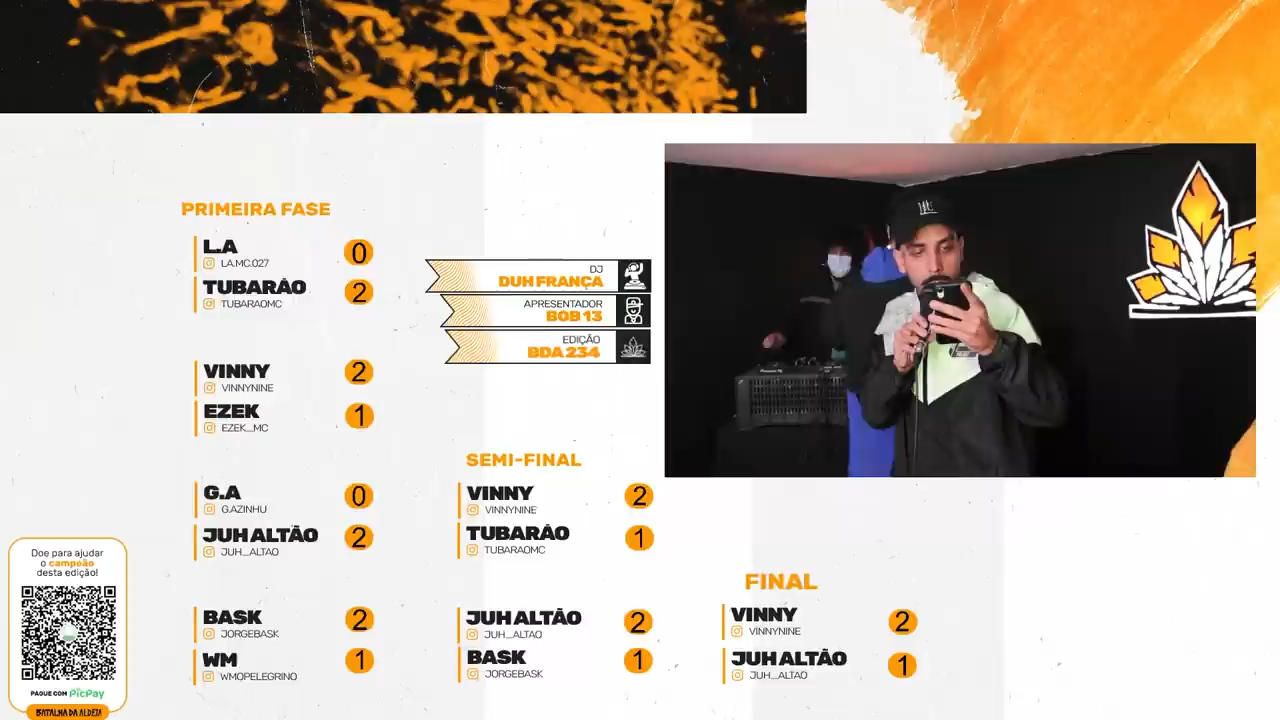 PRIMEIRA FASE
L.A 0
LA.MC.027
TUBARÃO 2
TUBARAOMC
VINNY 2
VINNYNINE
EZEK 1
EZEK_MC
G.A 0
G.AZINHU
JUH ALTÃO 2
JUH_ALTAO
BASK 2
JORGEBASK
WM 1
WMOPELEGRINO
DJ
DUH FRANÇA
APRESENTADOR
BOB 13
EDIÇÃO
BDA 234
SEMI-FINAL
VINNY 2
VINNYNINE
TUBARÃO 1
TUBARAOMC
JUH ALTÃO 2
JUH_ALTAO
BASK 1
JORGEBASK
FINAL
VINNY 2
VINNYNINE
JUH ALTÃO 1
JUH_ALTAO
Doe para ajudar
o campeão
desta edição!
PAGUE COM PicPay
BATALHA DA ALDEIA